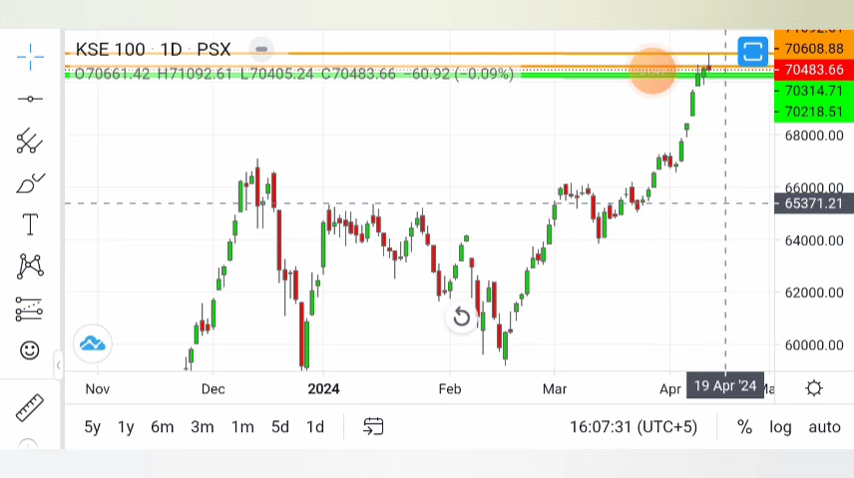 KSE 100 · 1D · PSX
O70661.42 H71092.61 L70405.24 C70483.66 −60.92 (−0.09%)
71092.61
70608.88
70483.66
70314.71
70218.51
68000.00
66000.00
65371.21
64000.00
62000.00
60000.00
Nov Dec 2024 Feb Mar Apr 19 Apr '24
5y 1y 6m 3m 1m 5d 1d 16:07:31 (UTC+5) % log auto